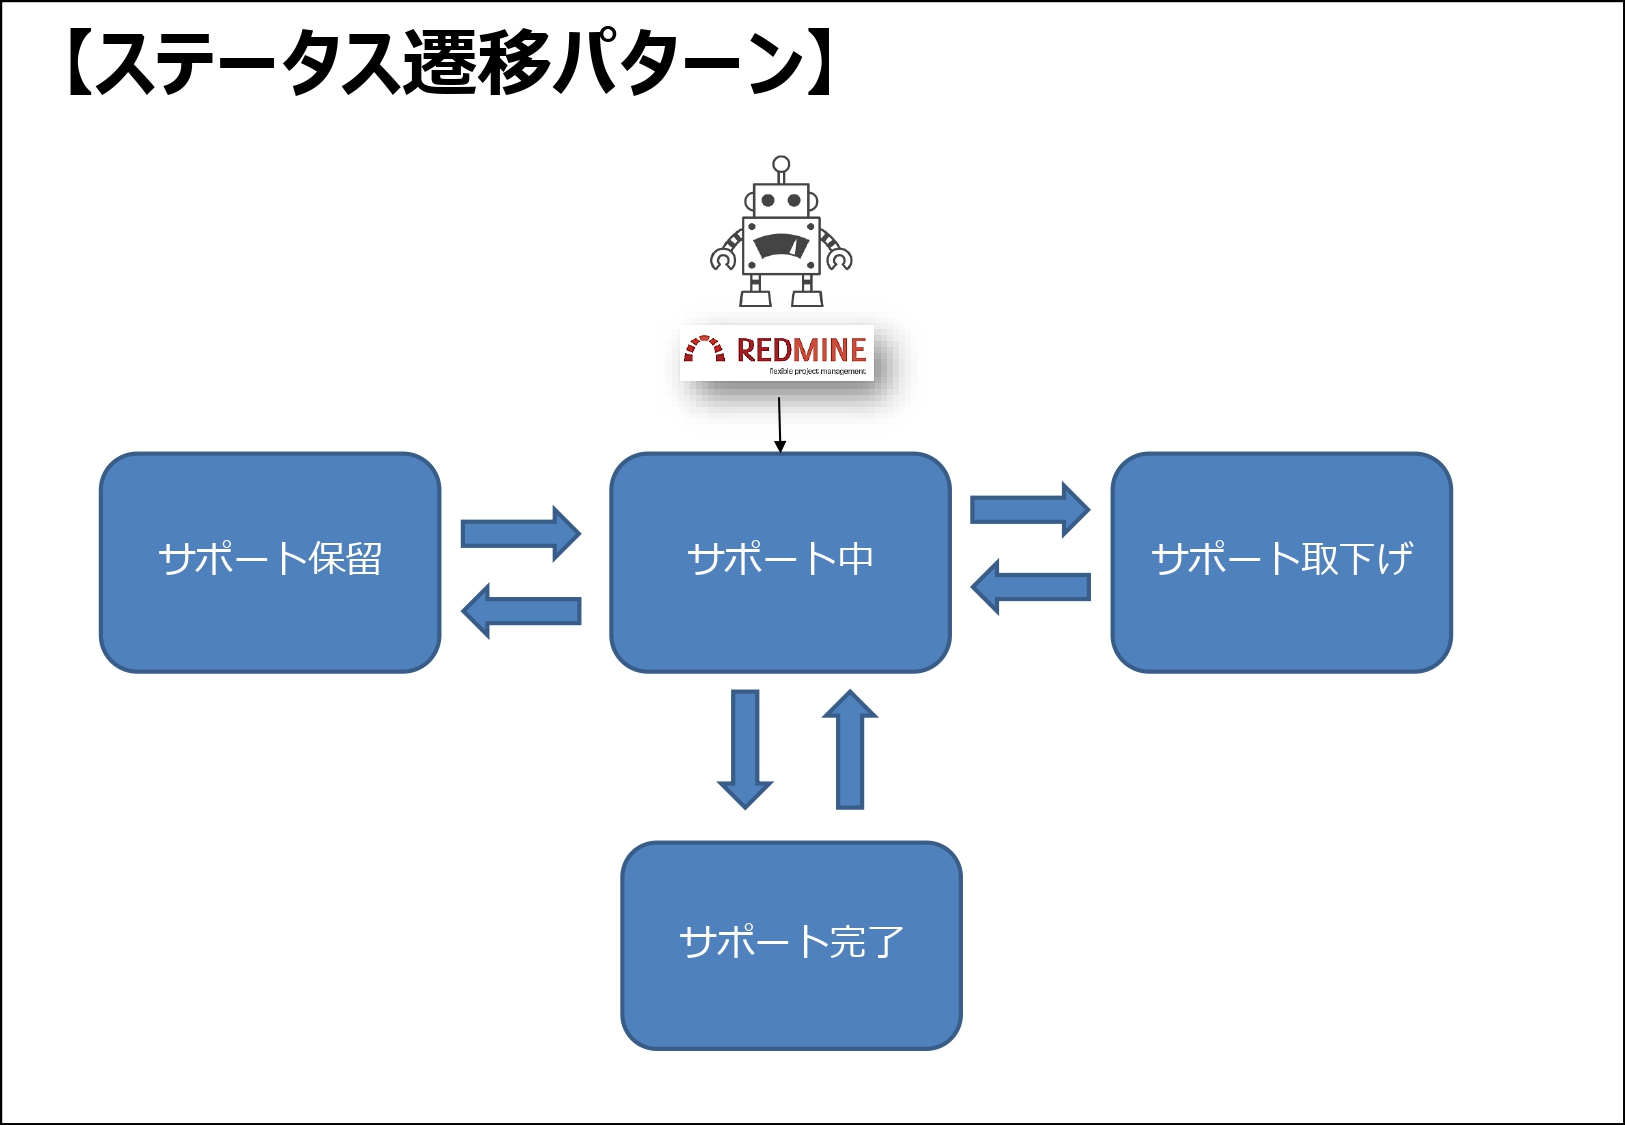 【ステータス遷移パターン】
REDMINE
flexible project management
サポート保留
サポート中
サポート取下げ
サポート完了